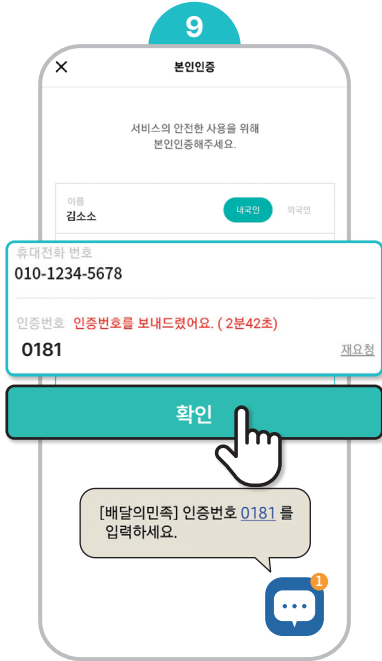 9
본인인증
서비스의 안전한 사용을 위해
본인인증해주세요.
이름
김소소
내국인
외국인
휴대전화 번호
010-1234-5678
인증번호 인증번호를 보내드렸어요. ( 2분42초)
0181
재요청
확인
[배달의민족] 인증번호 0181 를
입력하세요.
1